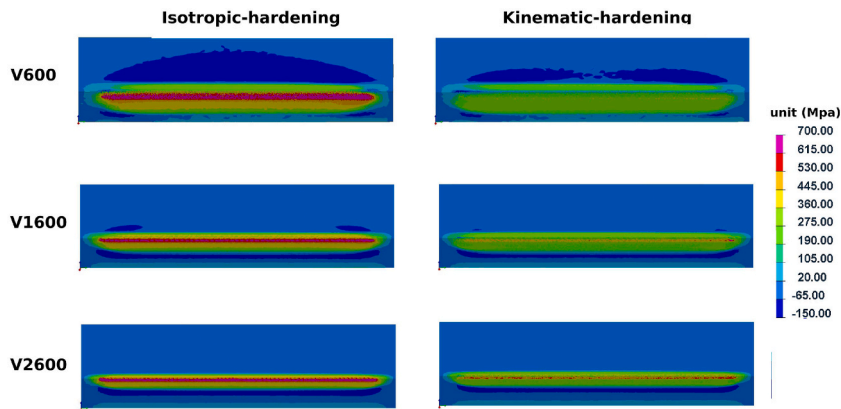 Isotropic-hardening
Kinematic-hardening
V600
V1600
V2600
unit (Mpa)
700.00
615.00
530.00
445.00
360.00
275.00
190.00
105.00
20.00
-65.00
-150.00